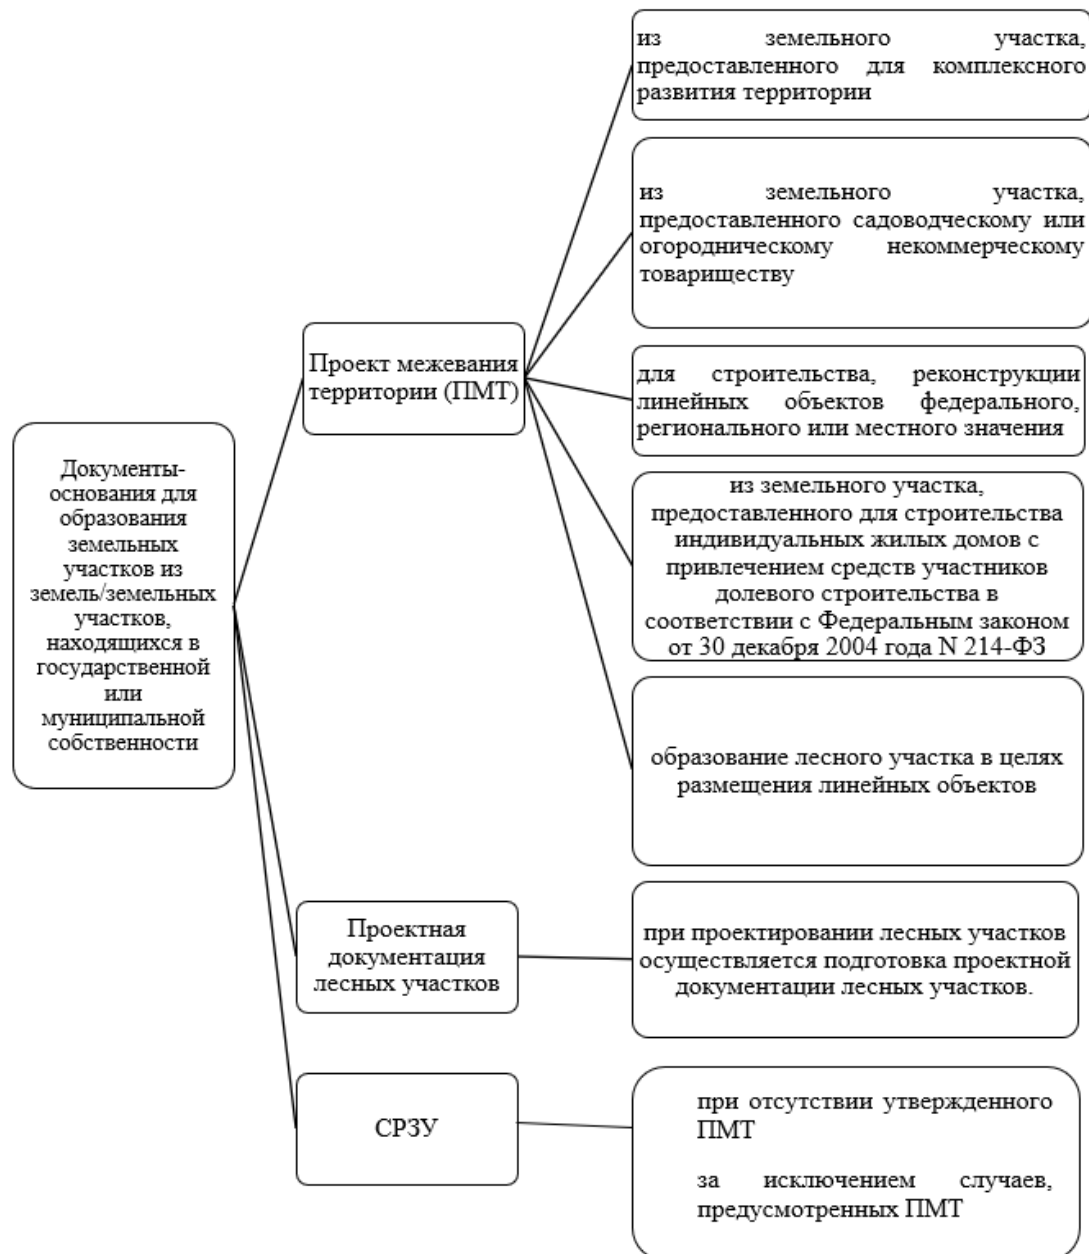 Документы-
основания для
образования
земельных
участков из
земель/земельных
участков,
находящихся в
государственной
или
муниципальной
собственности
Проект межевания
территории (ПМТ)
из земельного участка,
предоставленного для комплексного
развития территории
из земельного участка,
предоставленного садоводческому или
огородническому некоммерческому
товариществу
для строительства, реконструкции
линейных объектов федерального,
регионального или местного значения
из земельного участка,
предоставленного для строительства
индивидуальных жилых домов с
привлечением средств участников
долевого строительства в
соответствии с Федеральным законом
от 30 декабря 2004 года N 214-ФЗ
образование лесного участка в целях
размещения линейных объектов
Проектная
документация
лесных участков
при проектировании лесных участков
осуществляется подготовка проектной
документации лесных участков.
СРЗУ
при отсутствии утвержденного
ПМТ
за исключением случаев,
предусмотренных ПМТ